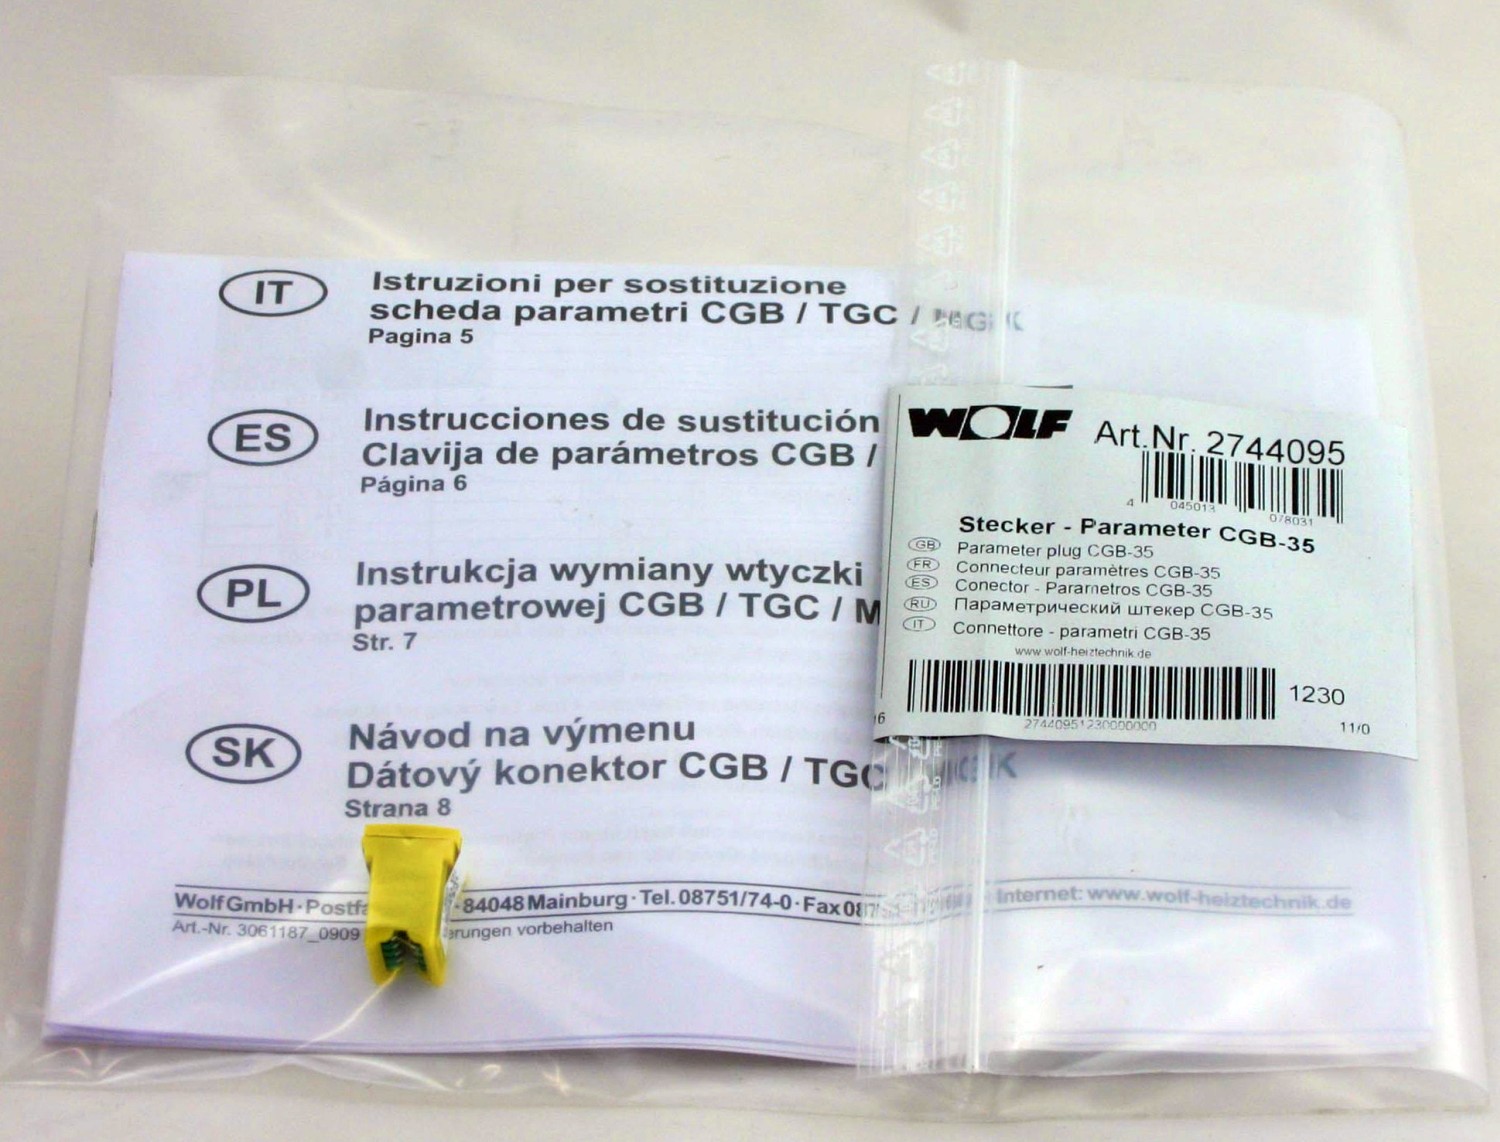 IT
Istruzioni per sostituzione
scheda parametri CGB / TGC / MGK
Pagina 5
ES
Instrucciones de sustitución
Clavija de parámetros CGB /
Página 6
PL
Instrukcja wymiany wtyczki
parametrowej CGB / TGC / M
Str. 7
SK
Návod na výmenu
Dátový konektor CGB / TGC
Strana 8
Wolf GmbH · Postfa - 84048 Mainburg · Tel. 08751/74-0 · Fax 087 Internet: www.wolf-heiztechnik.de
Art.-Nr. 3061187_0909 erungen vorbehalten
WOLF Art.Nr. 2744095
4 045013 078031
Stecker - Parameter CGB-35
GB Parameter plug CGB-35
FR Connecteur paramètres CGB-35
ES Conector - Parametros CGB-35
RU Параметрический штекер CGB-35
IT Connettore - parametri CGB-35
www.wolf-heiztechnik.de
1230
27440951230000000
11/0